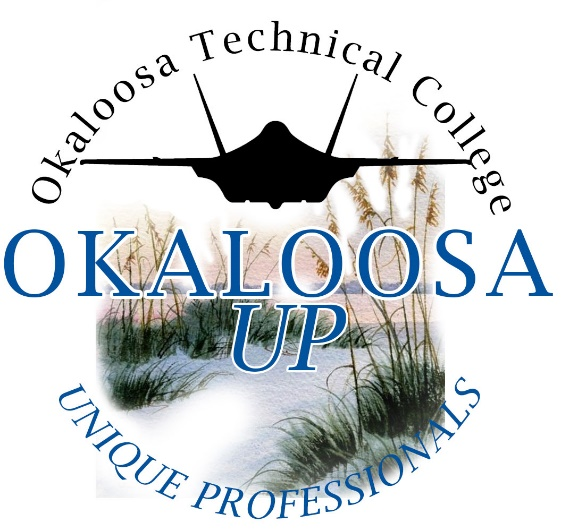 Okaloosa Technical College
OKALOOSA
UP
UNIQUE PROFESSIONALS